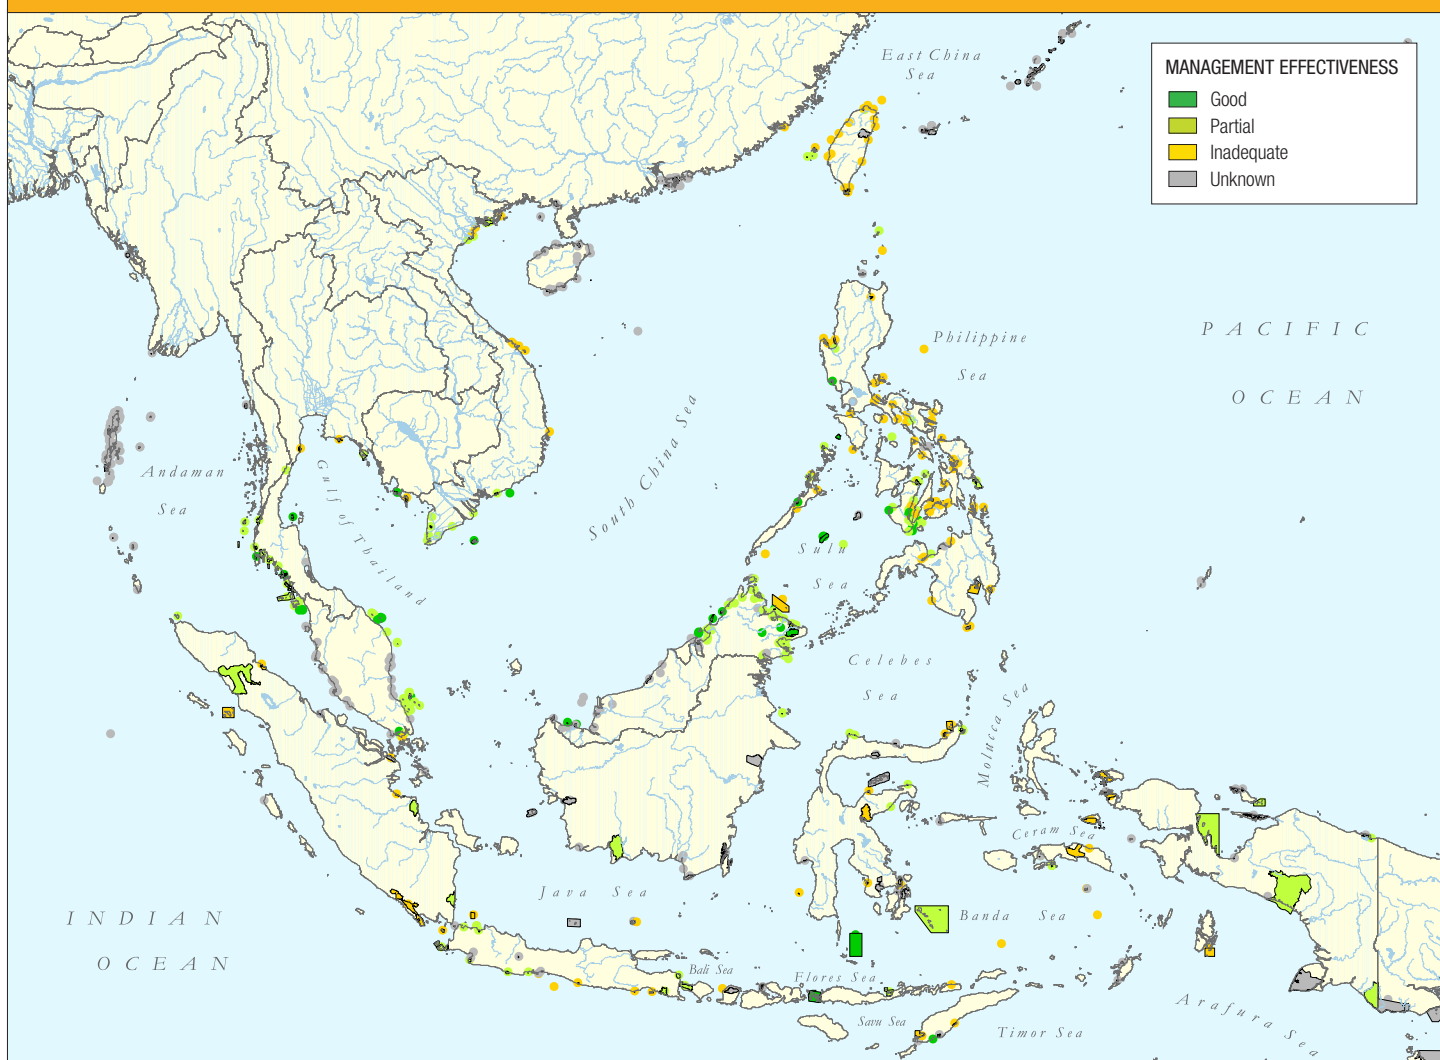 East China
Sea
MANAGEMENT EFFECTIVENESS
Good
Partial
Inadequate
Unknown
PACIFIC
OCEAN
Philippine
Sea
Andaman
Sea
Gulf of Thailand
South China Sea
Sulu
Sea
Celebes
Sea
Molucca Sea
Ceram Sea
Java Sea
Banda Sea
INDIAN
OCEAN
Bali Sea
Flores Sea
Savu Sea
Timor Sea
Arafura Sea